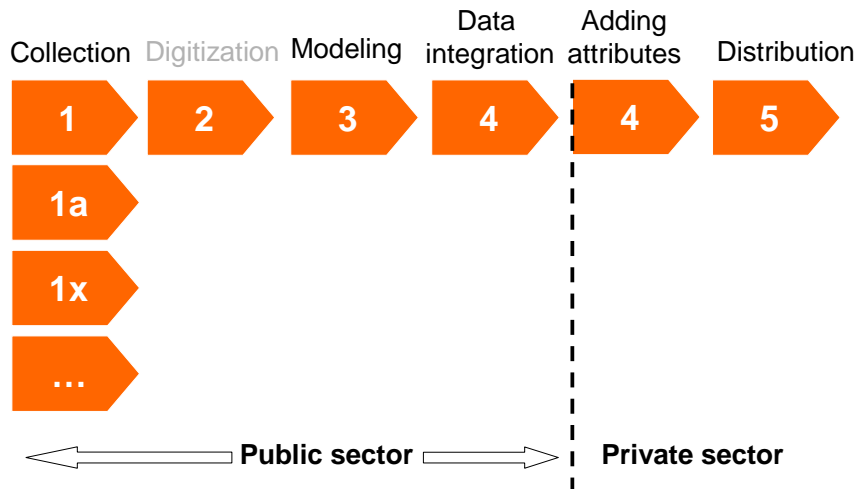 Collection
Digitization
Modeling
Data
integration
Adding
attributes
Distribution
1
2
3
4
4
5
1a
1x
...
Public sector
Private sector